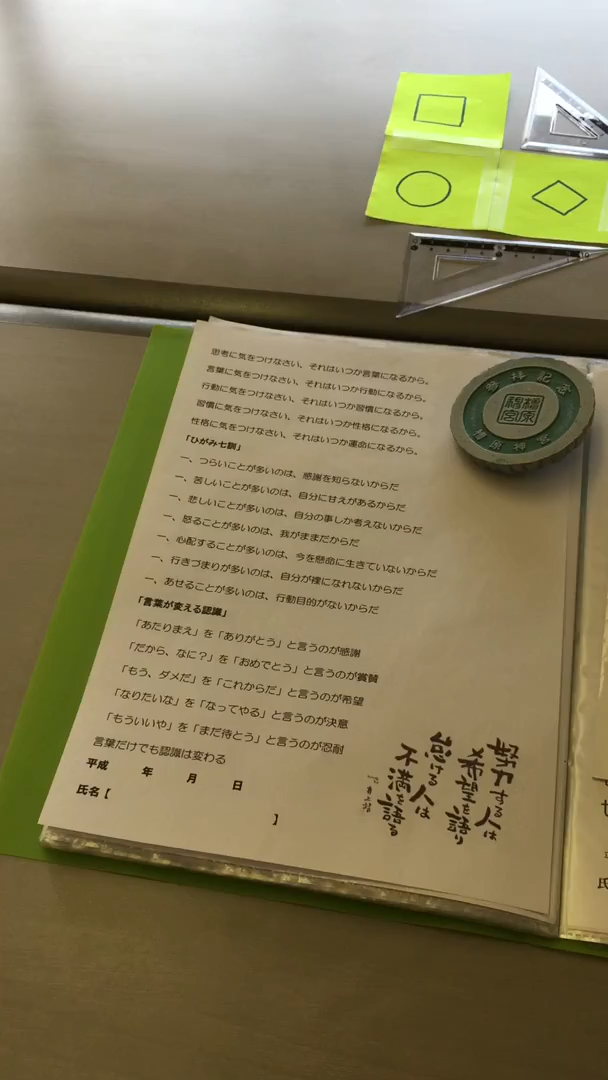 思考に気をつけなさい、それはいつか言葉になるから。
言葉に気をつけなさい、それはいつか行動になるから。
行動に気をつけなさい、それはいつか習慣になるから。
習慣に気をつけなさい、それはいつか性格になるから。
性格に気をつけなさい、それはいつか運命になるから。
「ひがみ七訓」
一、つらいことが多いのは、感謝を知らないからだ
一、苦しいことが多いのは、自分に甘えがあるからだ
一、悲しいことが多いのは、自分の事しか考えないからだ
一、怒ることが多いのは、我がままだからだ
一、心配することが多いのは、今を懸命に生きていないからだ
一、行きづまりが多いのは、自分が裸になれないからだ
一、あせることが多いのは、行動目的がないからだ
「言葉が変える認識」
「あたりまえ」を「ありがとう」と言うのが感謝
「だから、なに？」を「おめでとう」と言うのが賞賛
「もう、ダメだ」を「これからだ」と言うのが希望
「なりたいな」を「なってやる」と言うのが決意
「もういいや」を「まだ待とう」と言うのが忍耐
言葉だけでも認識は変わる
平成　年　月　日
氏名【　】
努力する人は
希望を語り
怠ける人は
不満を語る
参拝記念
橿原神宮